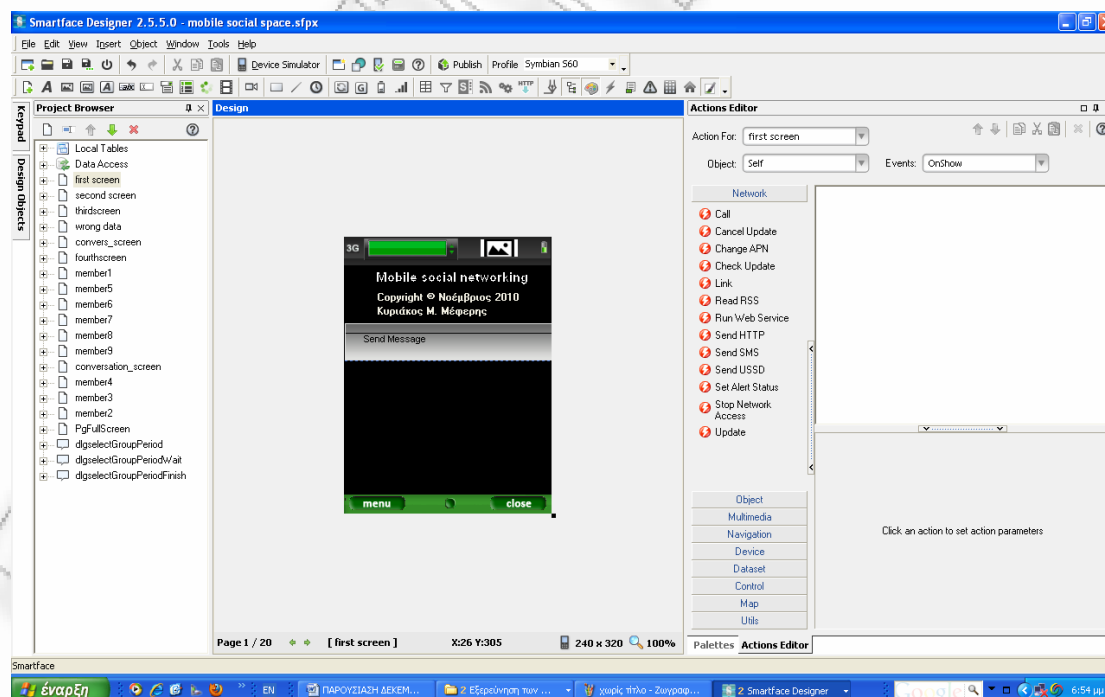 Smartface Designer 2.5.5.0 - mobile social space.sfpx
File Edit View Insert Object Window Tools Help
Device Simulator Publish Profile Symbian S60
Project Browser
Design
Actions Editor
Keypad
Design Objects
Local Tables
Data Access
first screen
second screen
thirdscreen
wrong data
convers_screen
fourthscreen
member1
member5
member6
member7
member8
member9
conversation_screen
member4
member3
member2
PgFullScreen
dlgselectGroupPeriod
dlgselectGroupPeriodWait
dlgselectGroupPeriodFinish
3G
Mobile social networking
Copyright © Νοέμβριος 2010
Κυριάκος Μ. Μέφερης
Send Message
menu close
Page 1 / 20 [ first screen ] X:26 Y:305 240 x 320 100%
Action For: first screen
Object: Self Events: OnShow
Network
Call
Cancel Update
Change APN
Check Update
Link
Read RSS
Run Web Service
Send HTTP
Send SMS
Send USSD
Set Alert Status
Stop Network
Access
Update
Object
Multimedia
Navigation
Device
Dataset
Control
Map
Utils
Click an action to set action parameters
Palettes Actions Editor
Smartface
έναρξη EN ΠΑΡΟΥΣΙΑΣΗ ΔΕΚΕΜ... 2 Εξερεύνηση των ... χωρίς τίτλο - Ζωγραφ... 2 Smartface Designer Google 6:54 μμ